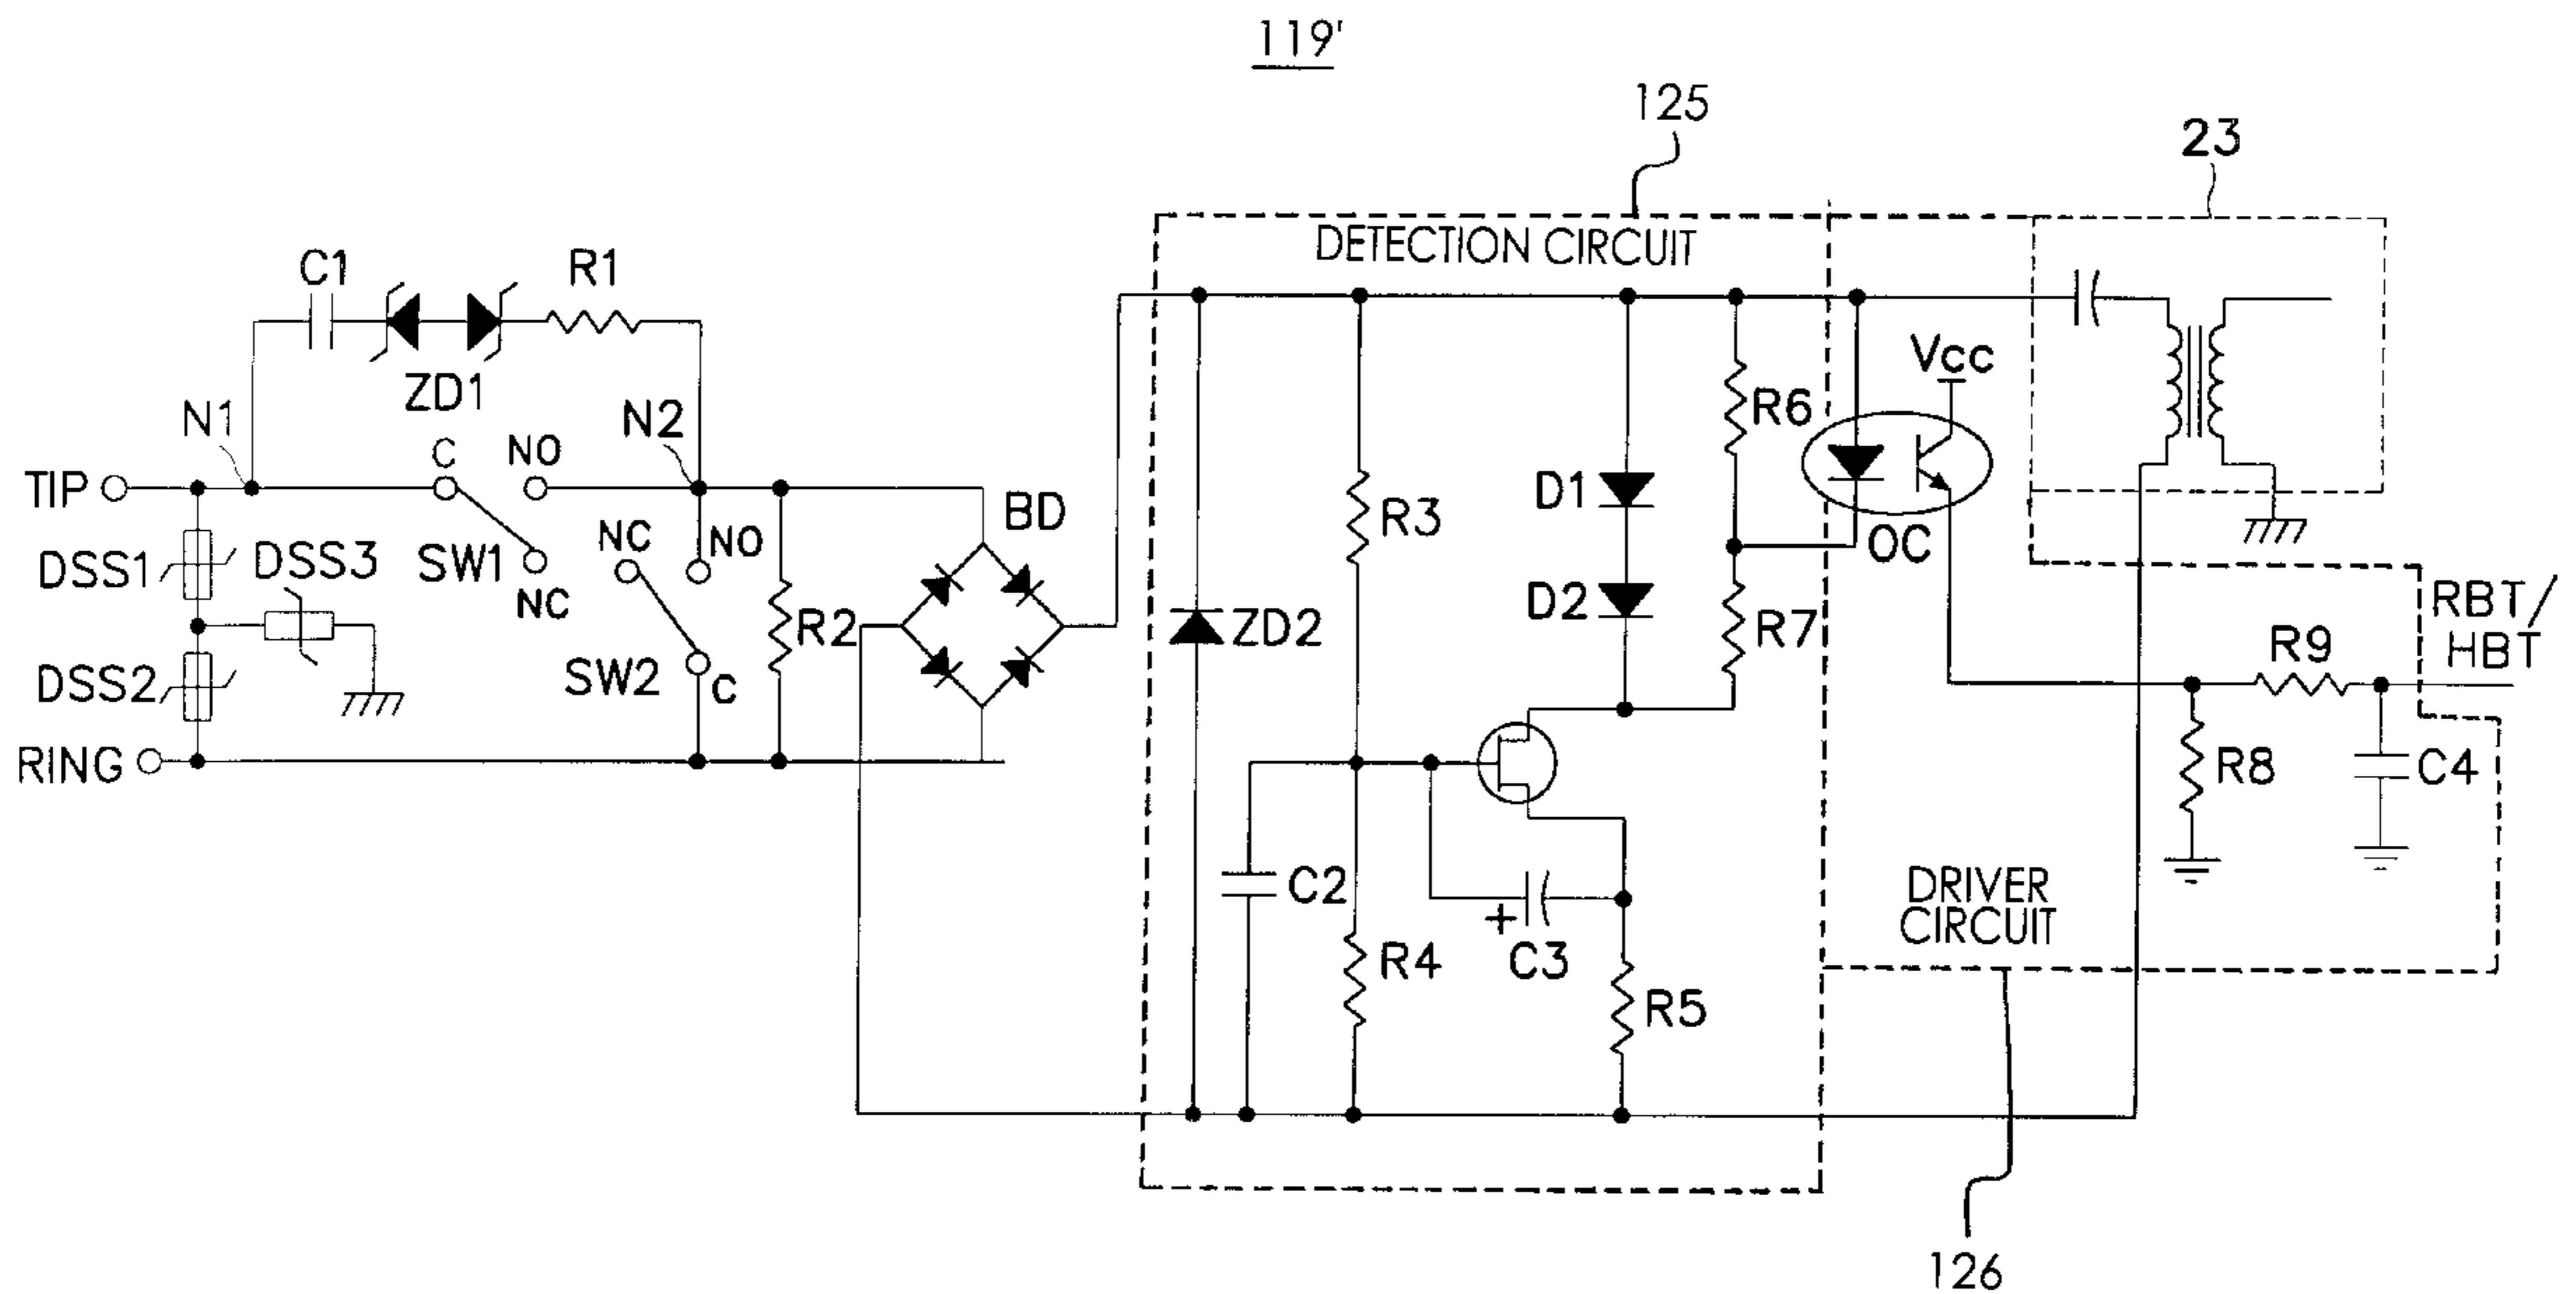 119'
125
23
DETECTION CIRCUIT
C1
R1
ZD1
Vcc
N1
N2
C
NO
R6
TIP
BD
R3
D1
OC
DSS1
DSS3
SW1
NC
NC
NO
R2
ZD2
D2
R7
RBT/
HBT
R9
DSS2
SW2
C
RING
R8
C4
C2
DRIVER
CIRCUIT
+
C3
R4
R5
126